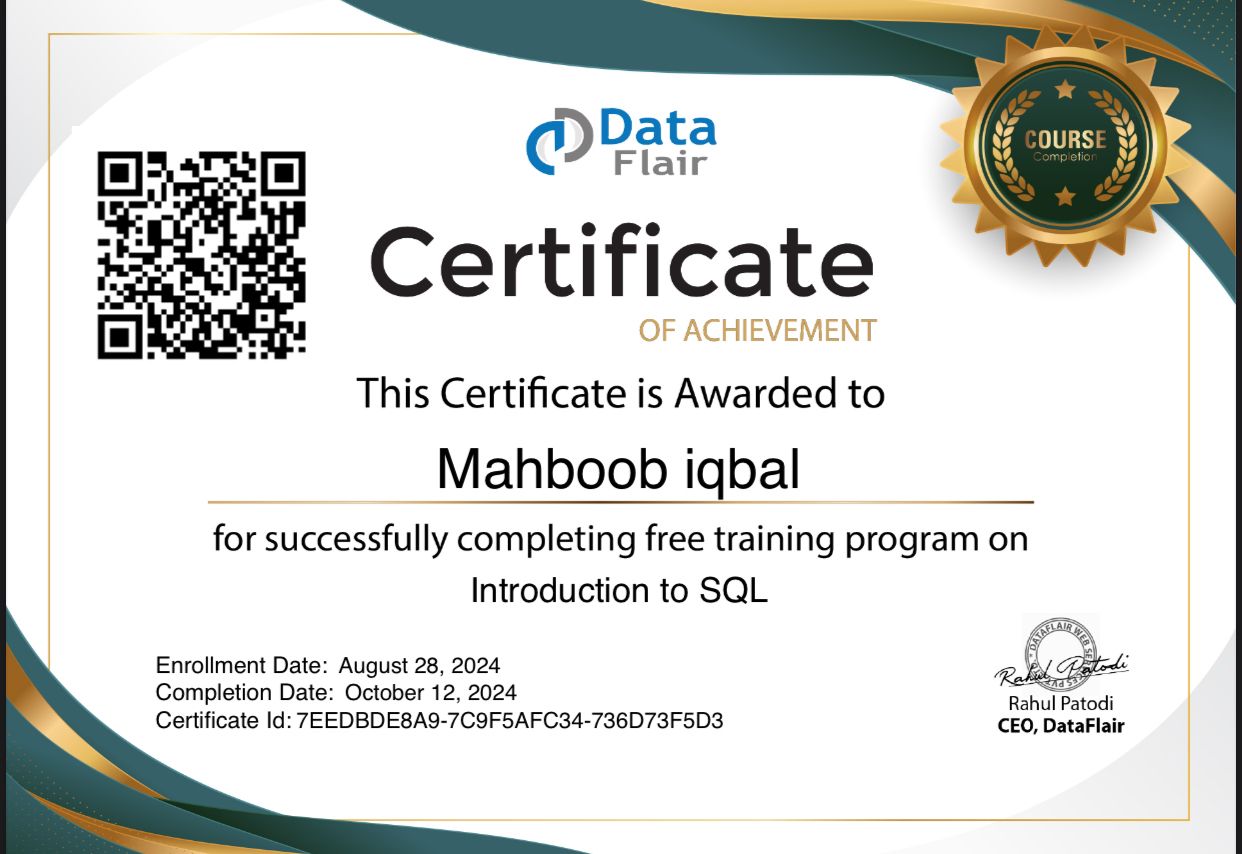 Data
Flair
COURSE
Completion
Certificate
OF ACHIEVEMENT
This Certificate is Awarded to
Mahboob iqbal
for successfully completing free training program on
Introduction to SQL
Enrollment Date: August 28, 2024
Completion Date: October 12, 2024
Certificate Id: 7EEDBDE8A9-7C9F5AFC34-736D73F5D3
DATAFLAIR WEB SERVICES PVT
Rahul Patodi
Rahul Patodi
CEO, DataFlair